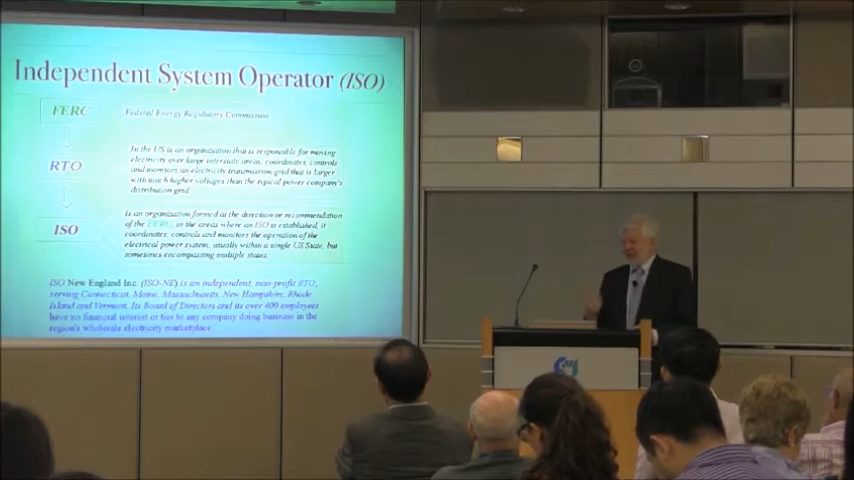 Independent System Operator (ISO)
FERC
Federal Energy Regulatory Commission
RTO
In the US is an organization that is responsible for moving
electricity over large interstate areas; coordinates, controls
and monitors an electricity transmission grid that is larger
with much higher voltages than the typical power company's
distribution grid
ISO
Is an organization formed at the direction or recommendation
of the FERC, in the areas where an ISO is established, it
coordinates, controls and monitors the operation of the
electrical power system, usually within a single US State, but
sometimes encompassing multiple states.
ISO New England Inc. (ISO-NE) is an independent, non-profit RTO,
serving Connecticut, Maine, Massachusetts, New Hampshire, Rhode
Island and Vermont. Its Board of Directors and its over 400 employees
have no financial interest or ties to any company doing business in the
region's wholesale electricity marketplace